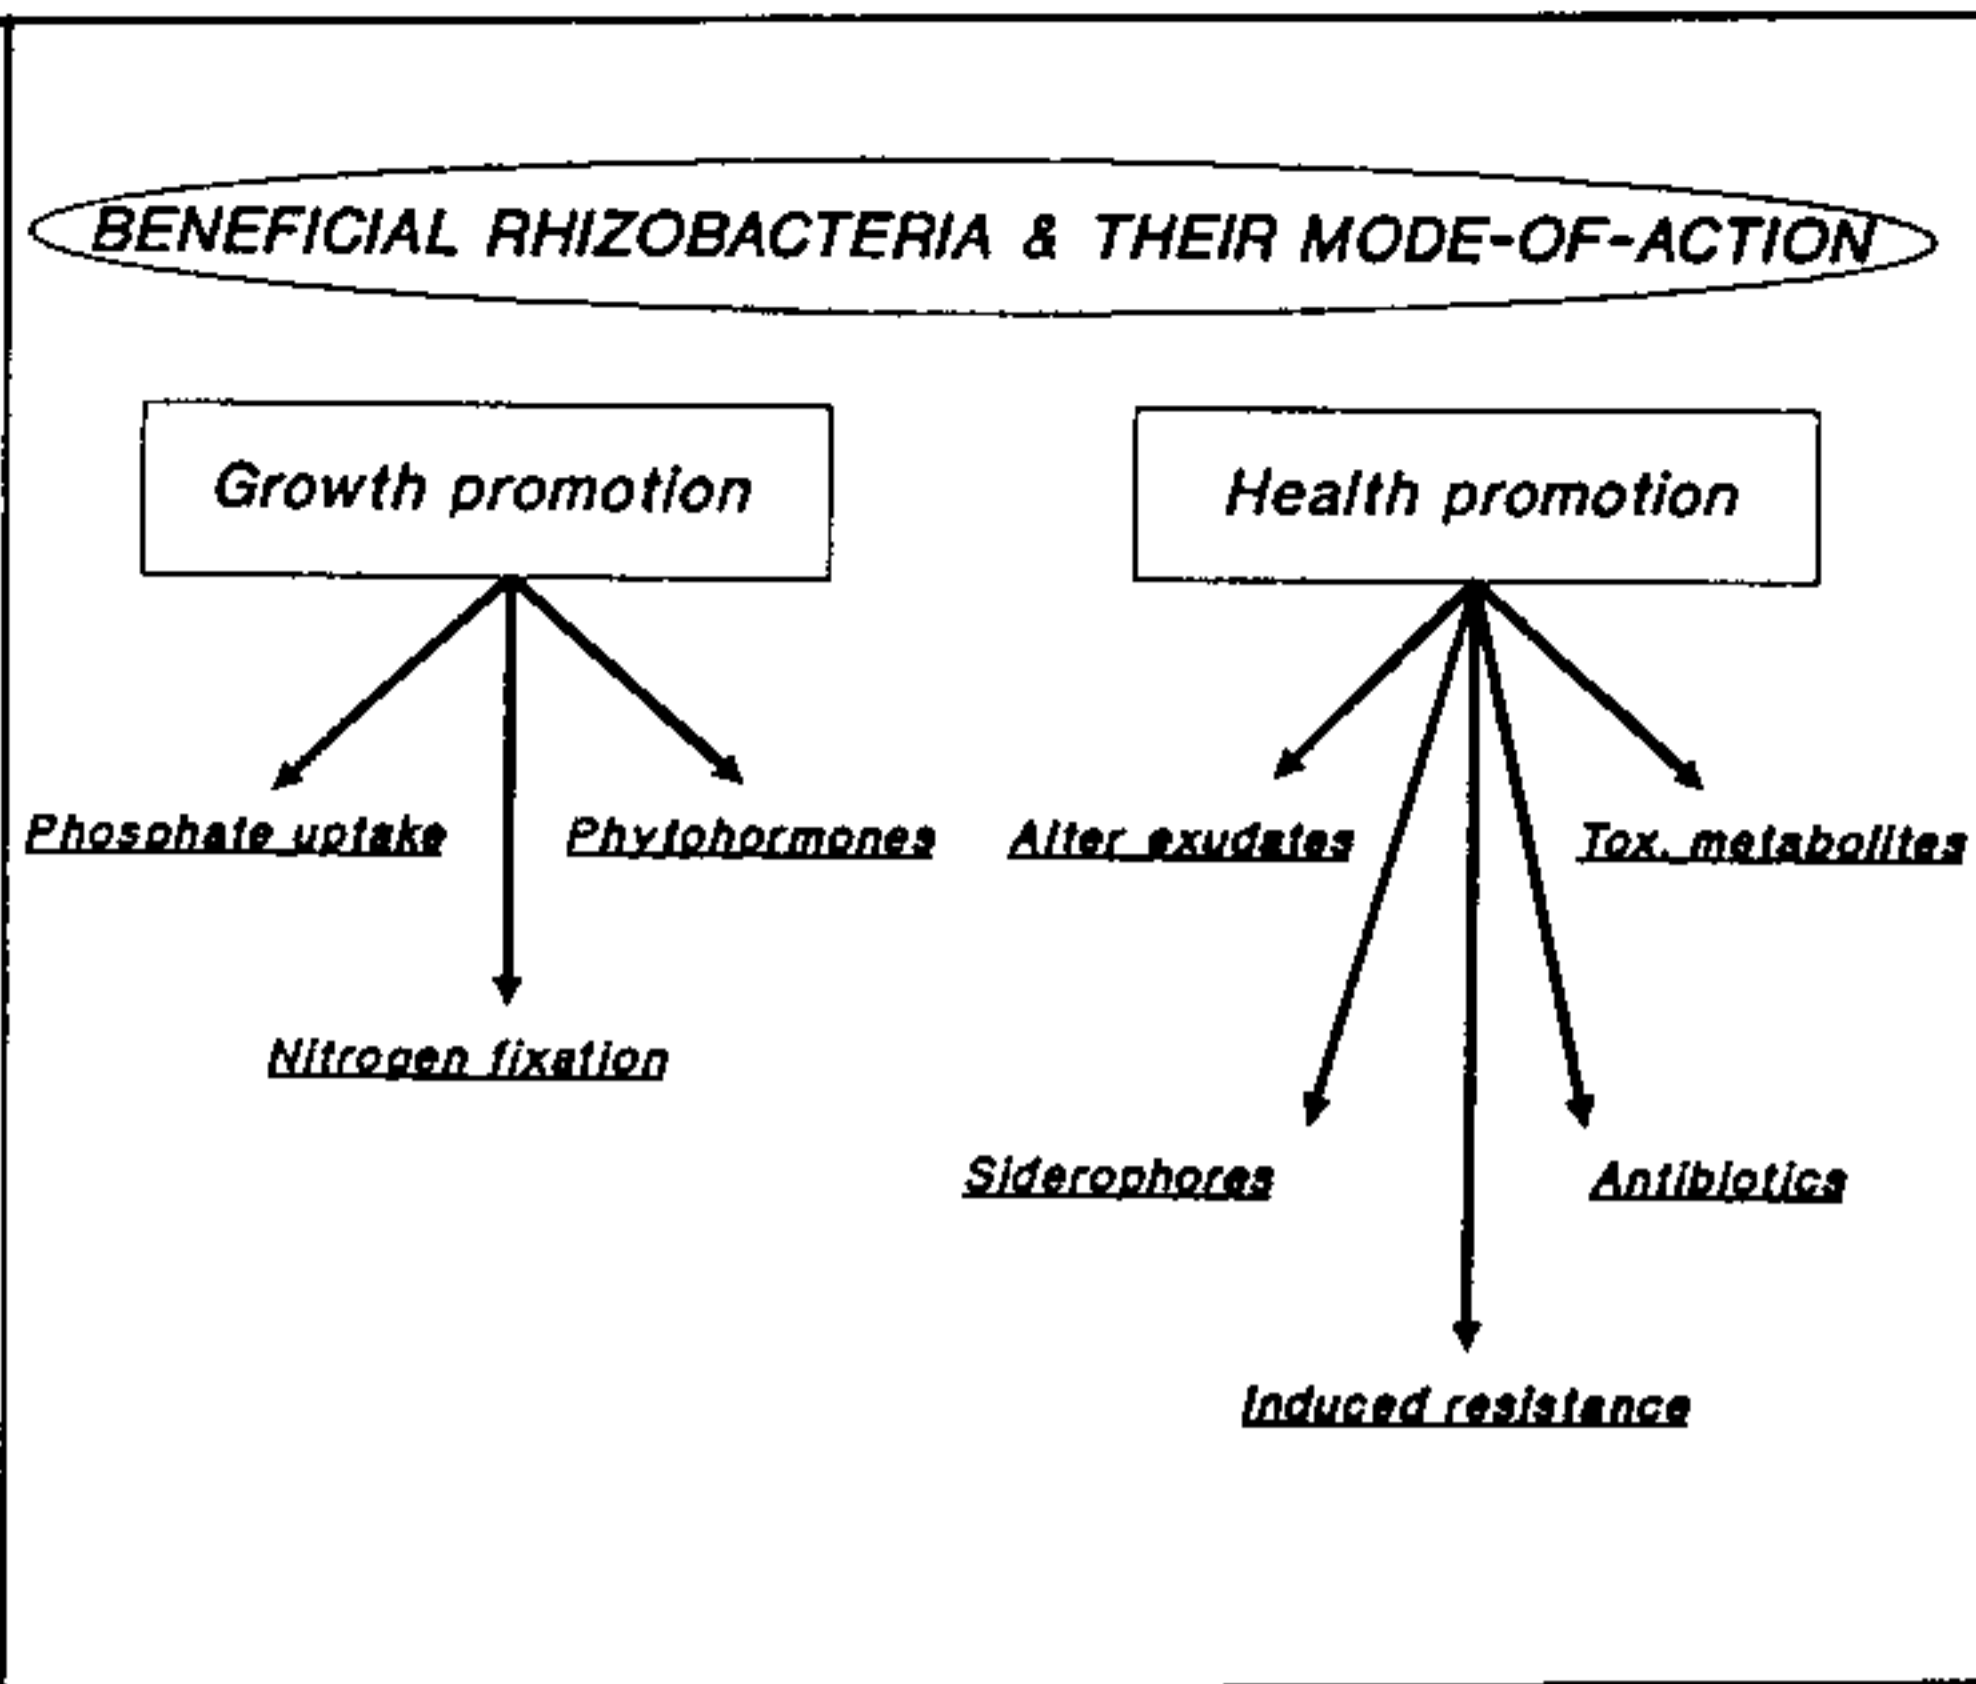 BENEFICIAL RHIZOBACTERIA & THEIR MODE-OF-ACTION
Growth promotion
Health promotion
Phosphate uptake
Phytohormones
Alter exudates
Tox. metabolites
Nitrogen fixation
Siderophores
Antibiotics
Induced resistance